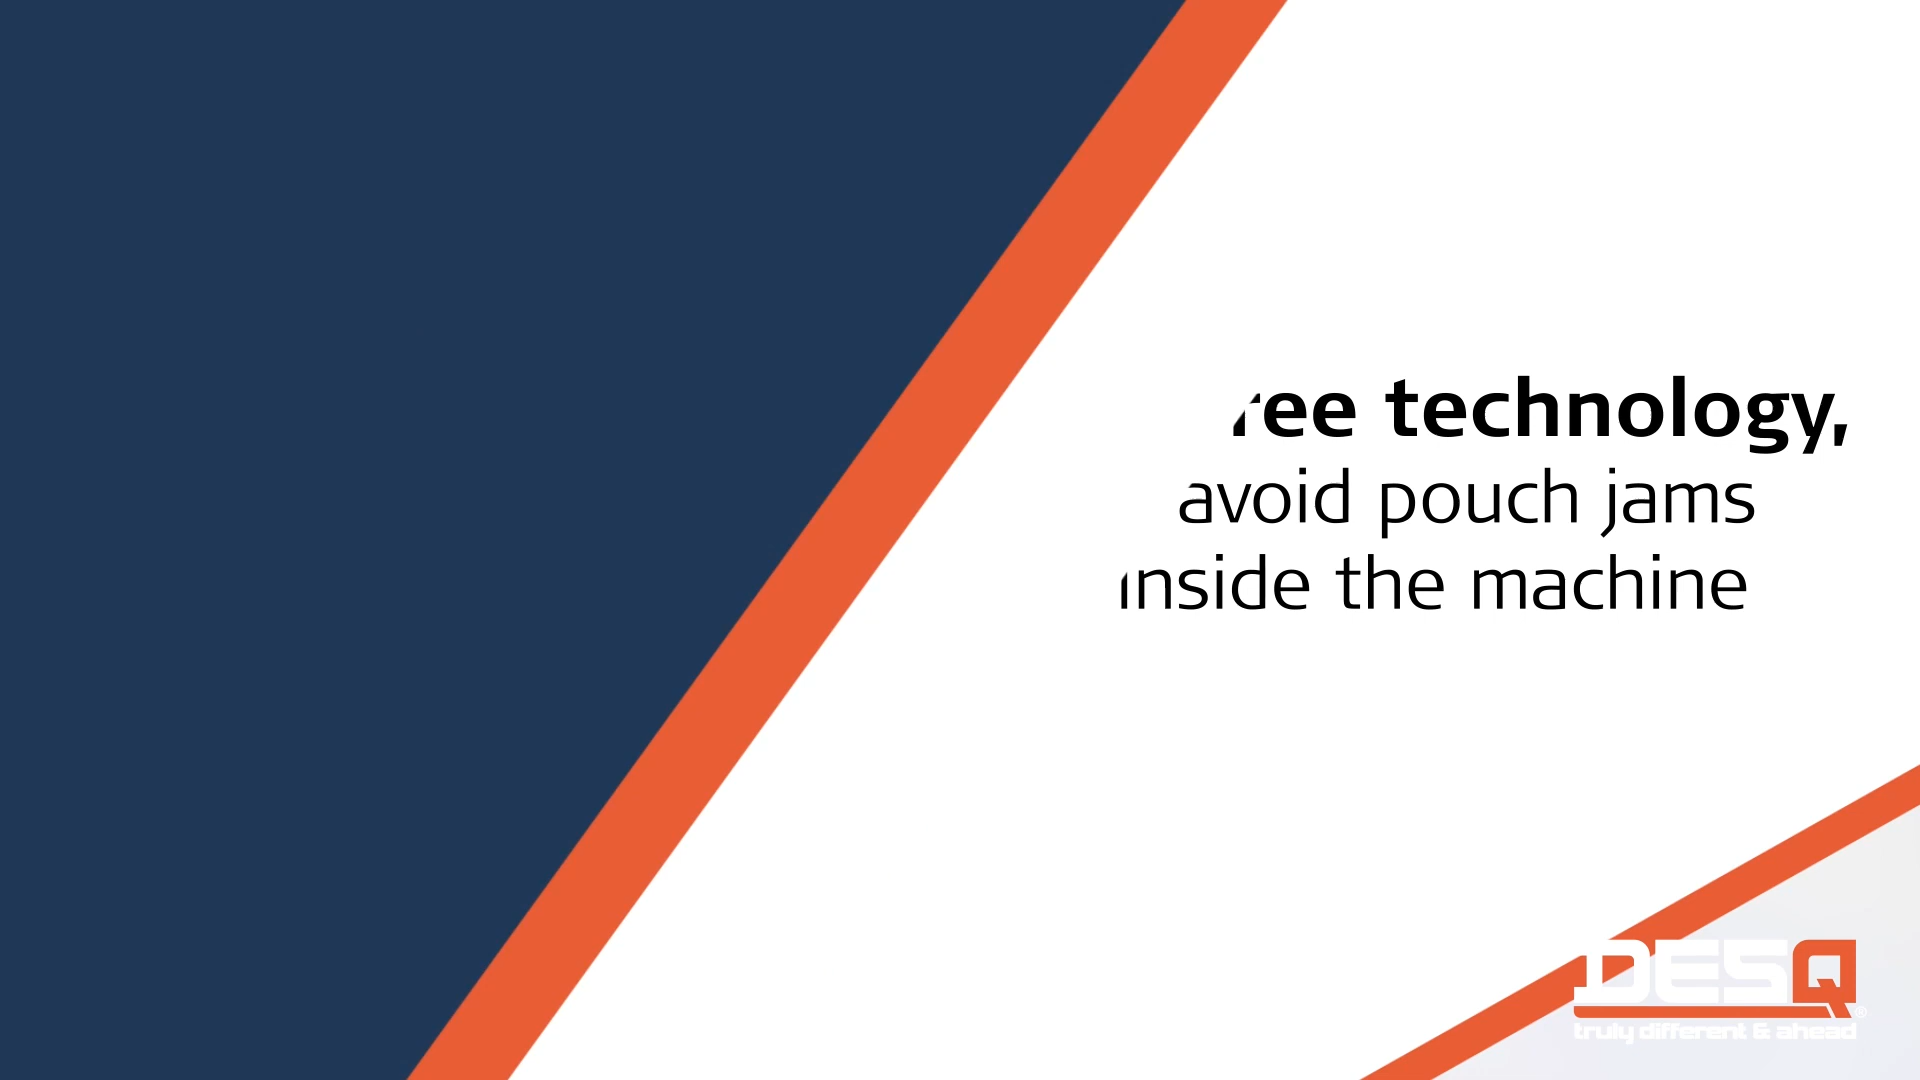 ree technology,
avoid pouch jams
inside the machine
DESQ®
truly different & ahead